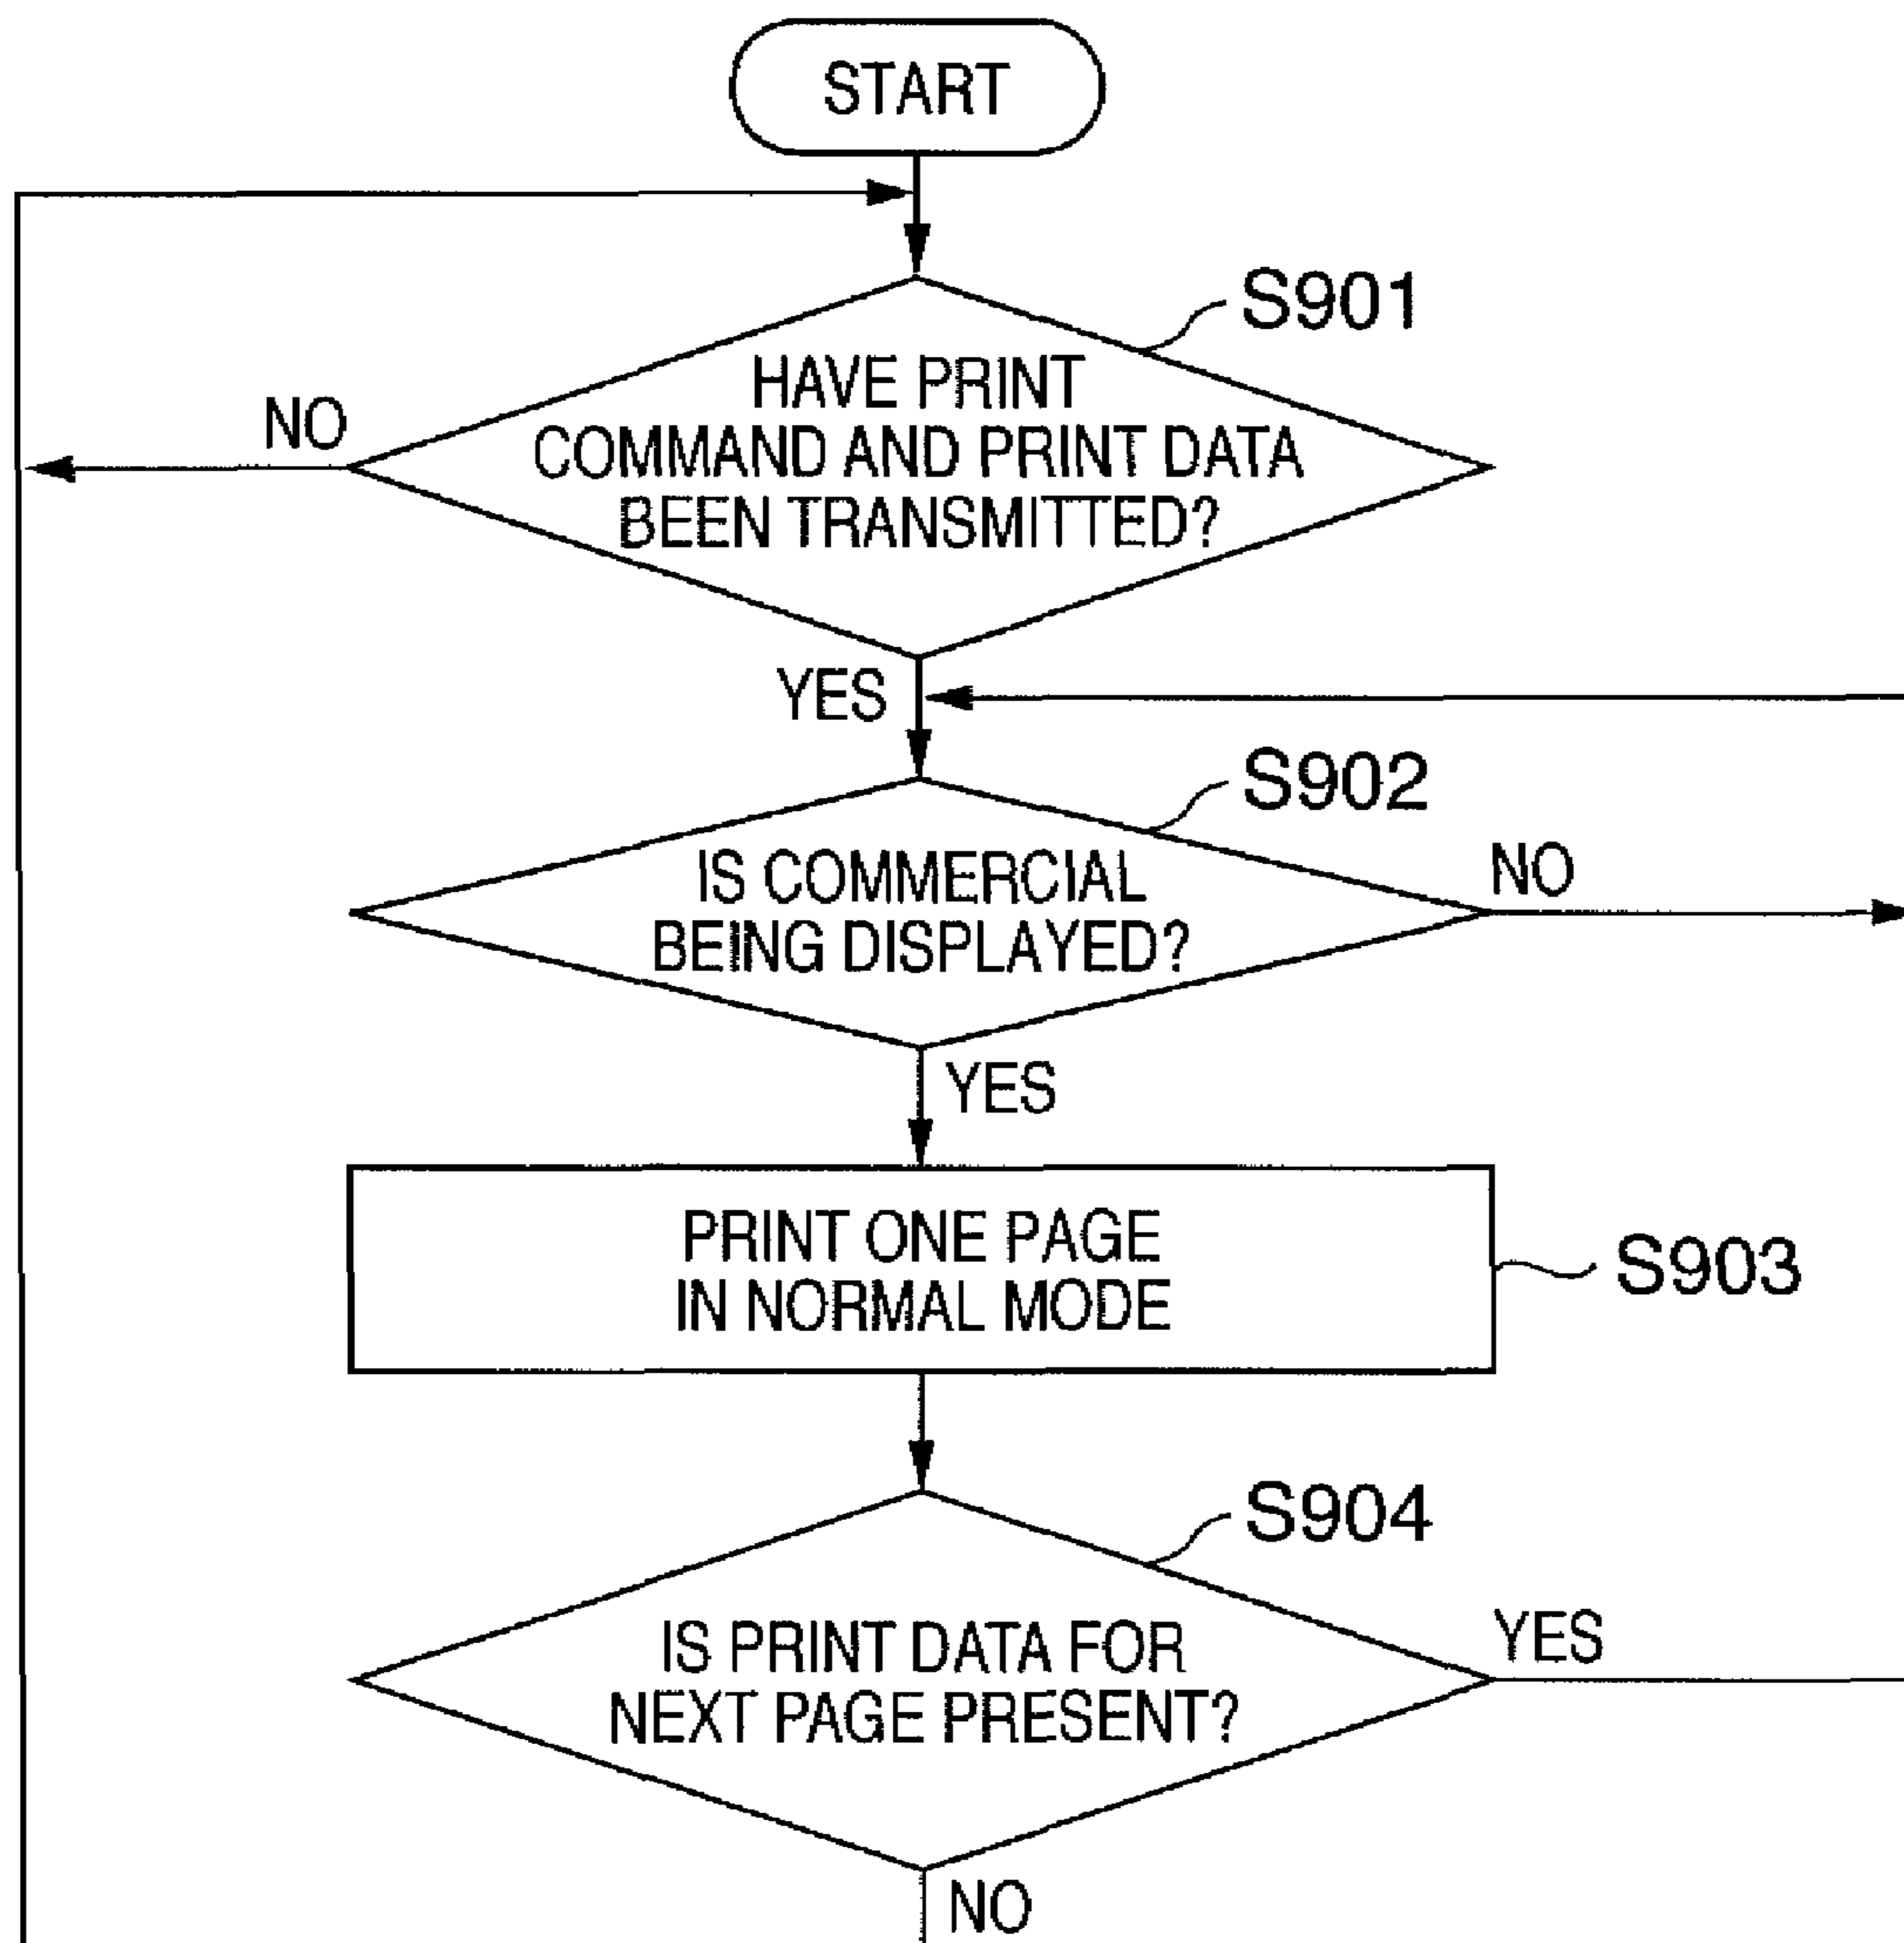 START
S901
HAVE PRINT
COMMAND AND PRINT DATA
BEEN TRANSMITTED?
NO
YES
S902
IS COMMERCIAL
BEING DISPLAYED?
NO
YES
PRINT ONE PAGE
IN NORMAL MODE
S903
S904
IS PRINT DATA FOR
NEXT PAGE PRESENT?
YES
NO